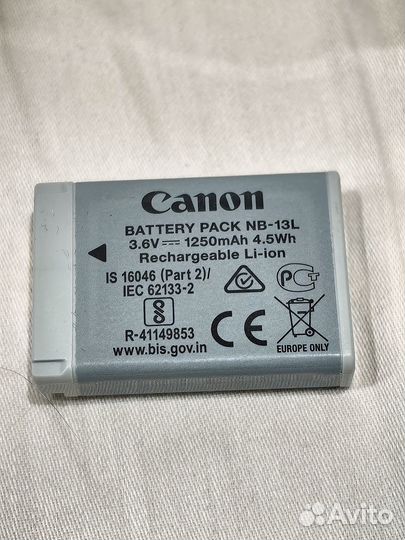 Canon
BATTERY PACK NB-13L
3.6V⎓ 1250mAh 4.5Wh
Rechargeable Li-ion
IS 16046 (Part 2)/
IEC 62133-2
R-41149853
www.bis.gov.in
CE
EUROPE ONLY
Avito